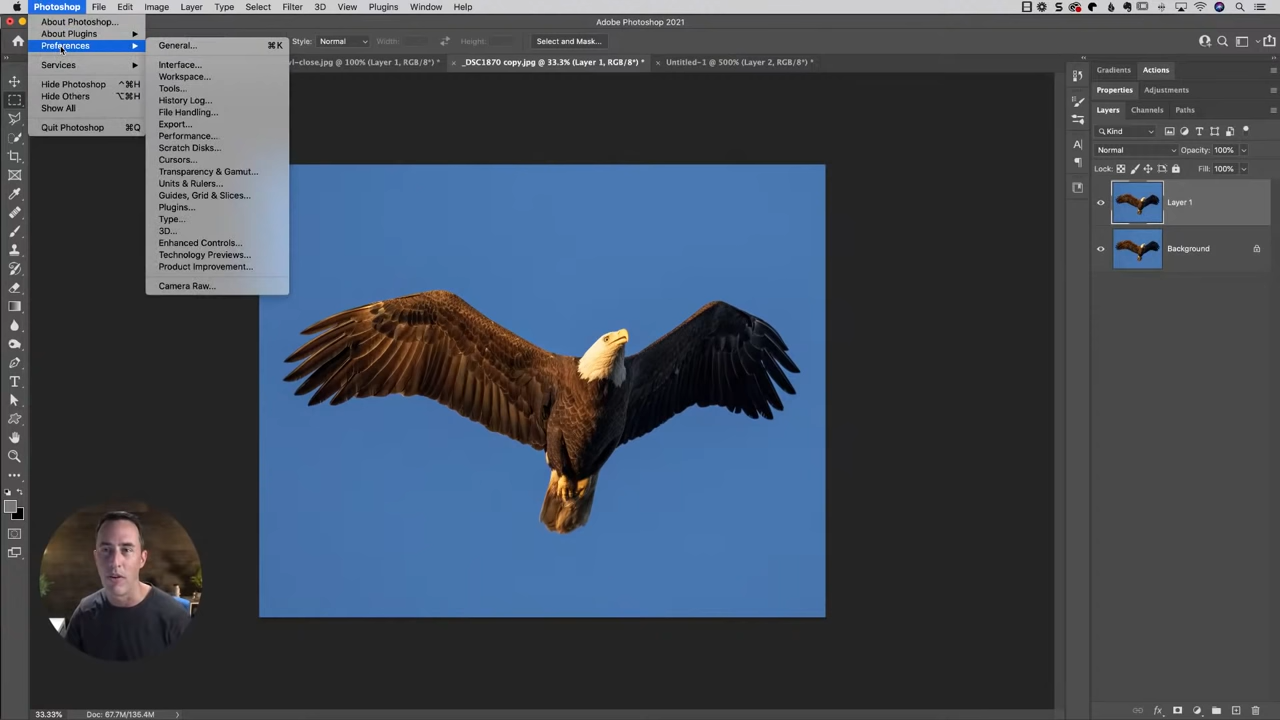 Photoshop File Edit Image Layer Type Select Filter 3D View Plugins Window Help
Adobe Photoshop 2021
Style: Normal Width: Height: Select and Mask...
vl-close.jpg @ 100% (Layer 1, RGB/8*) *
_DSC1870 copy.jpg @ 33.3% (Layer 1, RGB/8*) *
Untitled-1 @ 500% (Layer 2, RGB/8*) *
About Photoshop...
About Plugins
Preferences
Services
Hide Photoshop ^⌘H
Hide Others ⌥⌘H
Show All
Quit Photoshop ⌘Q
General... ⌘K
Interface...
Workspace...
Tools...
History Log...
File Handling...
Export...
Performance...
Scratch Disks...
Cursors...
Transparency & Gamut...
Units & Rulers...
Guides, Grid & Slices...
Plugins...
Type...
3D...
Enhanced Controls...
Technology Previews...
Product Improvement...
Camera Raw...
Gradients Actions
Properties Adjustments
Layers Channels Paths
Kind
Normal Opacity: 100%
Lock: Fill: 100%
Layer 1
Background
33.33% Doc: 67.7M/135.4M